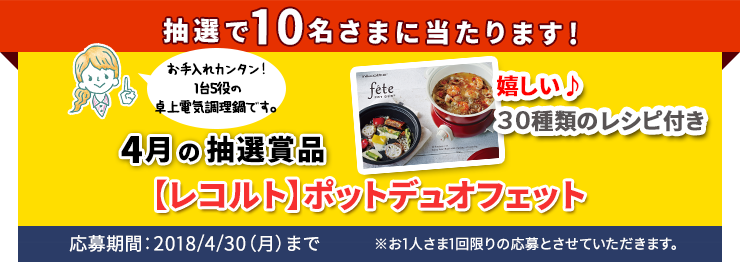 抽選で10名さまに当たります!
お手入れカンタン!
1台5役の
卓上電気調理鍋です。
fête
嬉しい♪
30種類のレシピ付き
4月の抽選賞品
【レコルト】ポットデュオフェット
応募期間：2018/4/30（月）まで
※お1人さま1回限りの応募とさせていただきます。